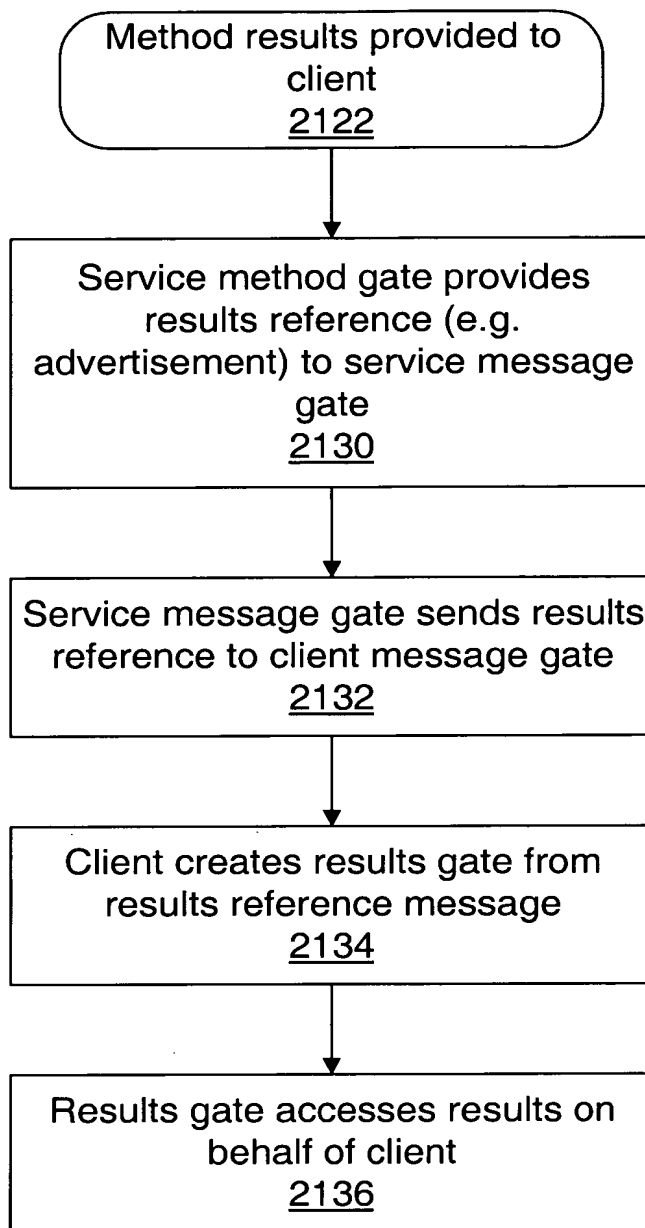 Method results provided to
client
2122
Service method gate provides
results reference (e.g.
advertisement) to service message
gate
2130
Service message gate sends results
reference to client message gate
2132
Client creates results gate from
results reference message
2134
Results gate accesses results on
behalf of client
2136